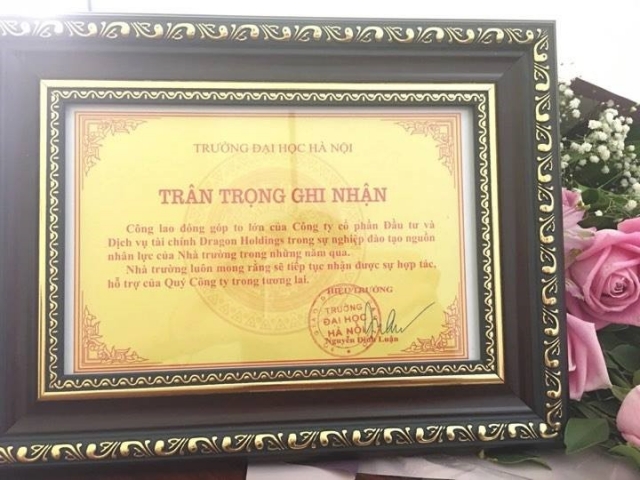 TRƯỜNG ĐẠI HỌC HÀ NỘI
TRÂN TRỌNG GHI NHẬN
Công lao đóng góp to lớn của Công ty cổ phần Đầu tư và
Dịch vụ tài chính Dragon Holdings trong sự nghiệp đào tạo nguồn
nhân lực của Nhà trường trong những năm qua.
Nhà trường luôn mong rằng sẽ tiếp tục nhận được sự hợp tác,
hỗ trợ của Quý Công ty trong tương lai.
HIỆU TRƯỞNG
TRƯỜNG
ĐẠI HỌC
HÀ NỘI
Nguyễn Đình Luận